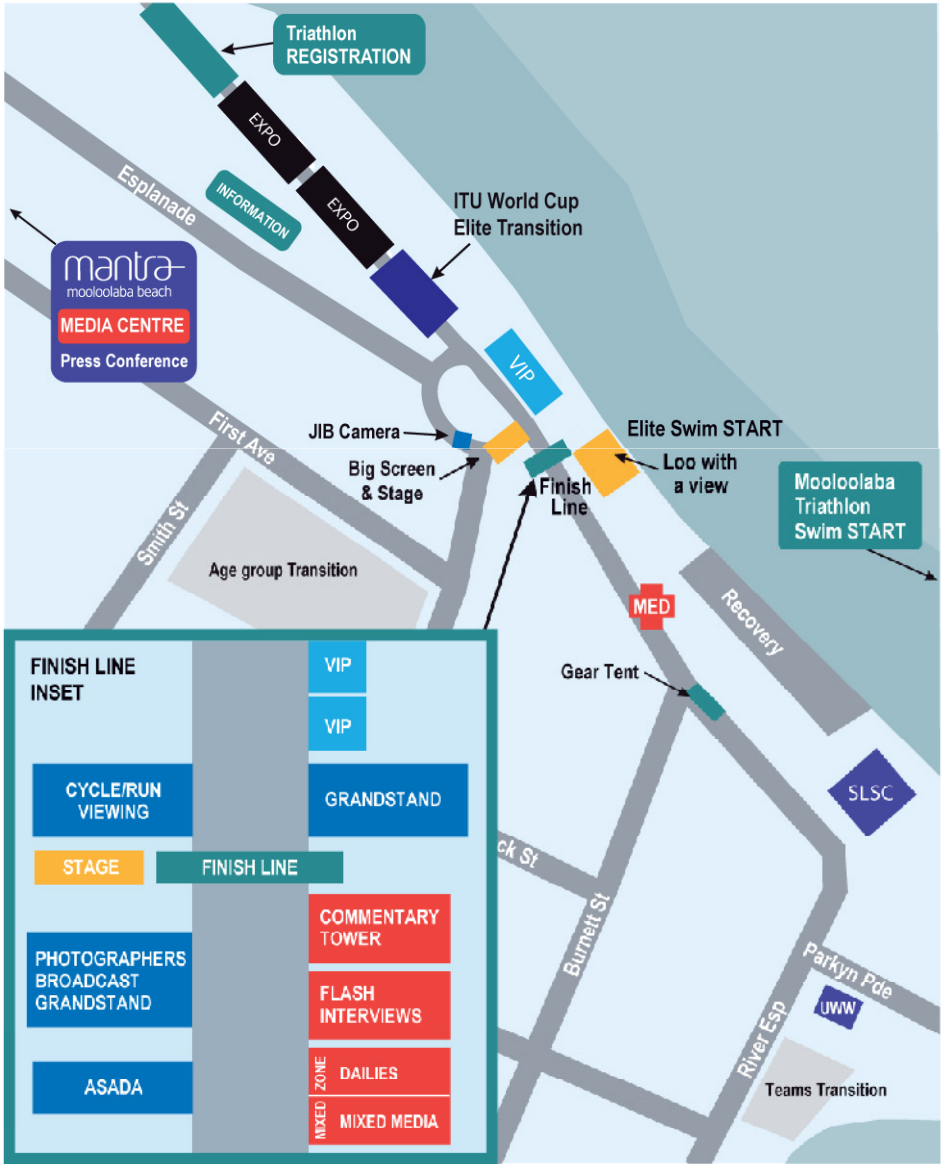 Triathlon
REGISTRATION
EXPO
EXPO
INFORMATION
Esplanade
ITU World Cup
Elite Transition
mantra
mooloolaba beach
MEDIA CENTRE
Press Conference
VIP
First Ave
JIB Camera
Big Screen
& Stage
Elite Swim START
Loo with
a view
Finish
Line
Mooloolaba
Triathlon
Swim START
Smith St
Age group Transition
MED
Recovery
Gear Tent
SLSC
ck St
Burnett St
Parkyn Pde
UWW
River Esp
Teams Transition
FINISH LINE
INSET
VIP
VIP
CYCLE/RUN
VIEWING
GRANDSTAND
STAGE
FINISH LINE
COMMENTARY
TOWER
PHOTOGRAPHERS
BROADCAST
GRANDSTAND
FLASH
INTERVIEWS
ASADA
MIXED ZONE
DAILIES
MIXED MEDIA